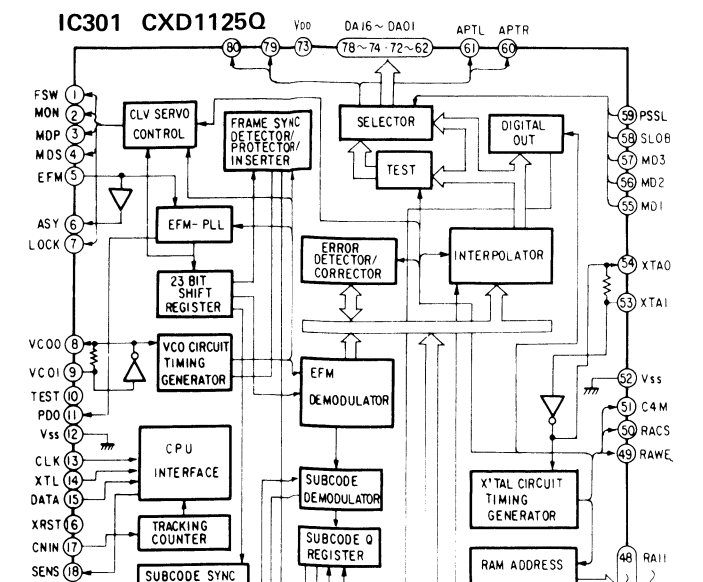 IC301 CXD1125Q
VDD DA16~DA01 APTL APTR
80 79 73 78~74·72~62 61 60
FSW 1
MON 2
MDP 3
MDS 4
EFM 5
ASY 6
LOCK 7
VCOO 8
VCOI 9
TEST 10
PDO 11
Vss 12
CLK 13
XTL 14
DATA 15
XRST 16
CNIN 17
SENS 18
CLV SERVO
CONTROL
FRAME SYNC
DETECTOR/
PROTECTOR/
INSERTER
SELECTOR
TEST
DIGITAL
OUT
EFM-PLL
ERROR
DETECTOR/
CORRECTOR
INTERPOLATOR
23 BIT
SHIFT
REGISTER
VCO CIRCUIT
TIMING
GENERATOR
EFM
DEMODULATOR
CPU
INTERFACE
SUBCODE
DEMODULATOR
X'TAL CIRCUIT
TIMING
GENERATOR
TRACKING
COUNTER
SUBCODE Q
REGISTER
SUBCODE SYNC
RAM ADDRESS
59 PSSL
58 SLOB
57 MD3
56 MD2
55 MD1
54 XTAO
53 XTAI
52 Vss
51 C4M
50 RACS
49 RAWE
48 RA11